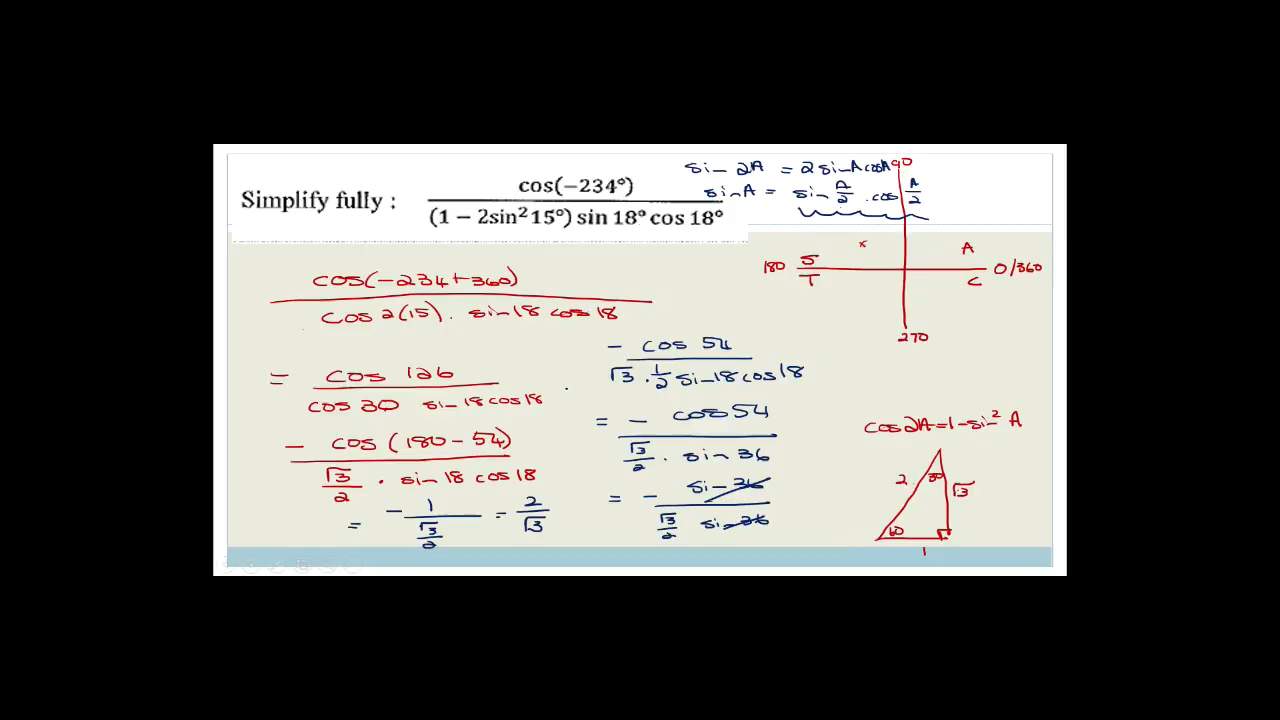 Simplify fully : cos(−234°) / (1 − 2sin²15°) sin 18° cos 18°
sin 2A = 2 sin A cos A
sin A = sin A/2 . cos A/2
90
180 S A 0/360
T C
270
cos(-234+360) / cos 2(15) . sin 18 cos 18
= cos 126 / cos 30 sin 18 cos 18
- cos (180 - 54) / √3/2 . sin 18 cos 18
- cos 54 / √3 . 1/2 sin 18 cos 18
= - cos 54 / √3/2 . sin 36
= - sin 36 / √3/2 sin 36
= - 1 / √3/2 = 2/√3
cos 2A = 1 - sin² A
2 30 √3
60
1